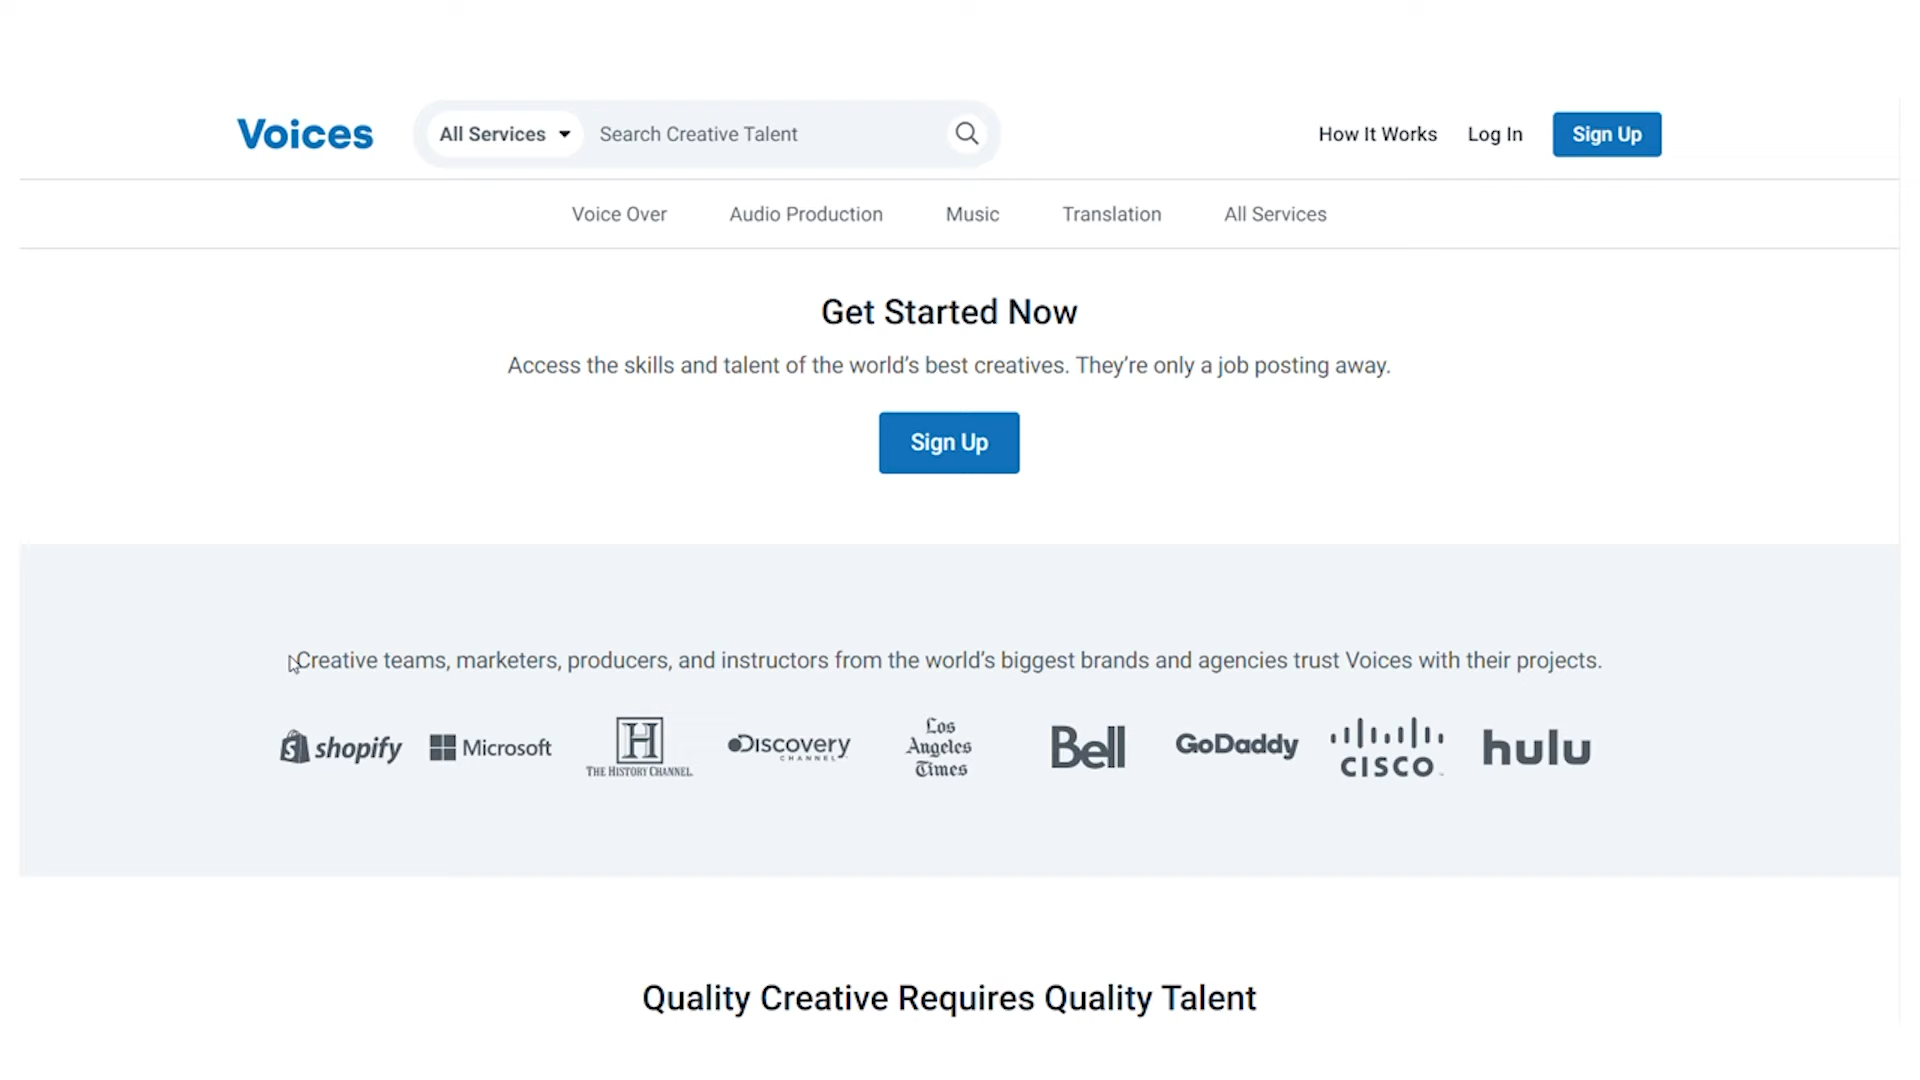 Voices
All Services
Search Creative Talent
How It Works
Log In
Sign Up
Voice Over
Audio Production
Music
Translation
All Services
Get Started Now
Access the skills and talent of the world’s best creatives. They’re only a job posting away.
Sign Up
Creative teams, marketers, producers, and instructors from the world’s biggest brands and agencies trust Voices with their projects.
shopify
Microsoft
H
THE HISTORY CHANNEL
Discovery
CHANNEL
Los
Angeles
Times
Bell
GoDaddy
CISCO
hulu
Quality Creative Requires Quality Talent